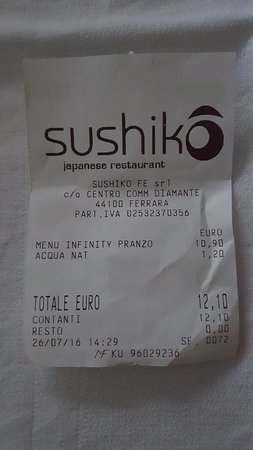 sushikō
japanese restaurant
SUSHIKO FE srl
c/o CENTRO COMM DIAMANTE
44100 FERRARA
PART.IVA 02532370356
EURO
MENU INFINITY PRANZO 10,90
ACQUA NAT 1,20
TOTALE EURO 12,10
CONTANTI 12,10
RESTO 0,00
26/07/16 14:29 SF. 0072
MF KU 96029236